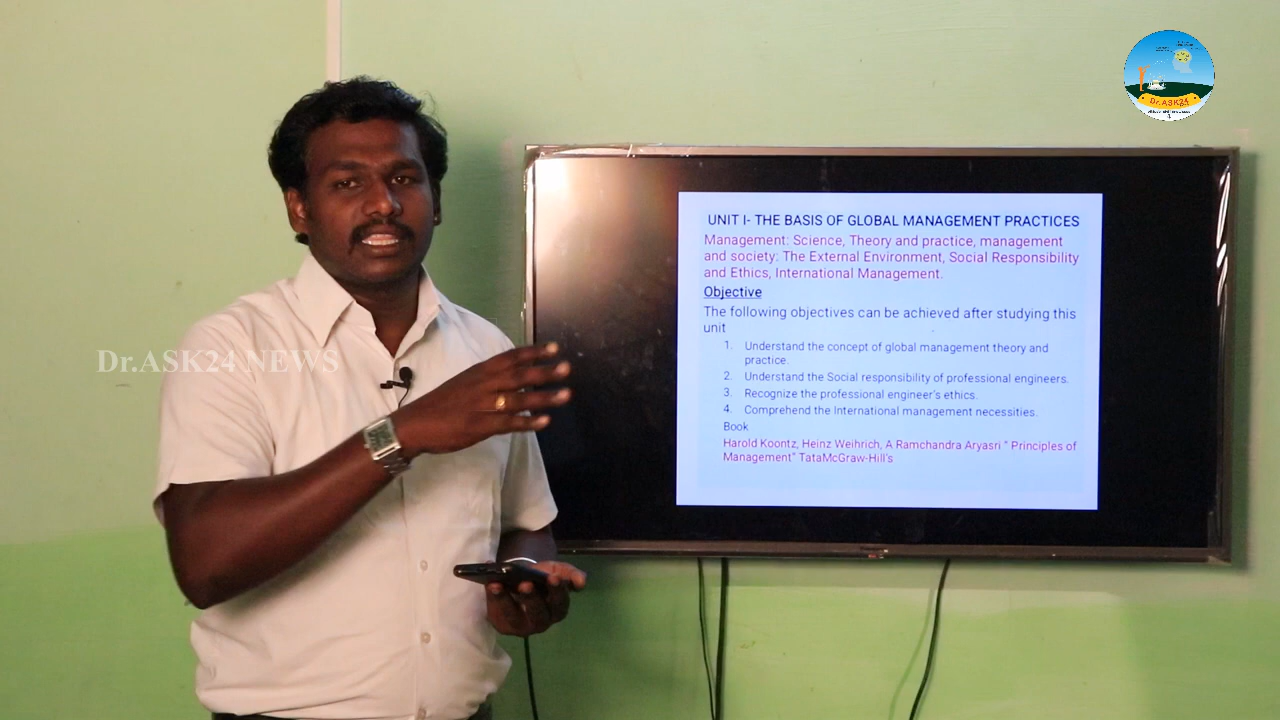 Dr.ASK24
UNIT I- THE BASIS OF GLOBAL MANAGEMENT PRACTICES
Management: Science, Theory and practice, management
and society: The External Environment, Social Responsibility
and Ethics, International Management.
Objective
The following objectives can be achieved after studying this
unit
1. Understand the concept of global management theory and
practice.
2. Understand the Social responsibility of professional engineers.
3. Recognize the professional engineer's ethics.
4. Comprehend the International management necessities.
Book
Harold Koontz, Heinz Weihrich, A Ramchandra Aryasri " Principles of
Management" TataMcGraw-Hill's
Dr.ASK24 NEWS